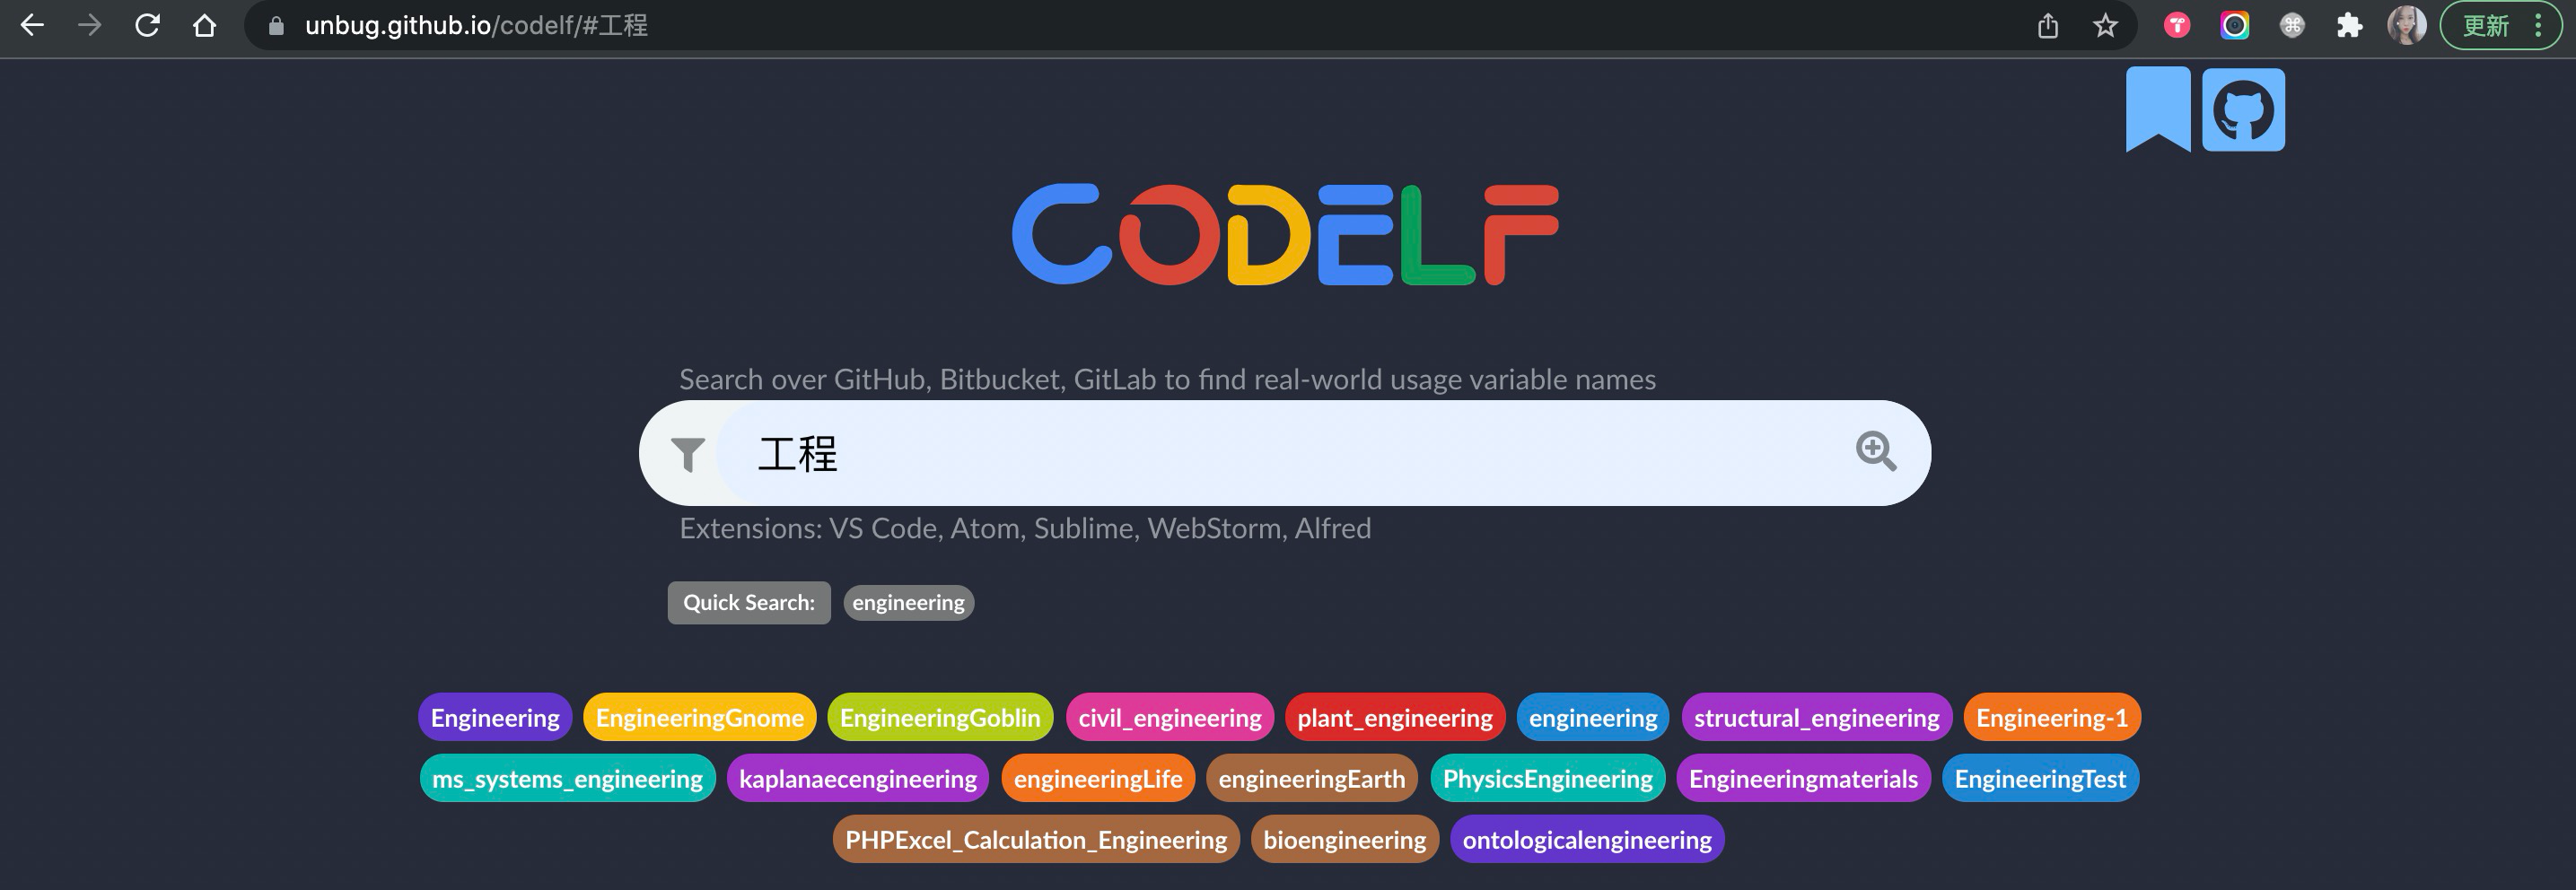 unbug.github.io/codelf/#工程
更新
CODELF
Search over GitHub, Bitbucket, GitLab to find real-world usage variable names
工程
Extensions: VS Code, Atom, Sublime, WebStorm, Alfred
Quick Search: engineering
Engineering EngineeringGnome EngineeringGoblin civil_engineering plant_engineering engineering structural_engineering Engineering-1
ms_systems_engineering kaplanaecengineering engineeringLife engineeringEarth PhysicsEngineering Engineeringmaterials EngineeringTest
PHPExcel_Calculation_Engineering bioengineering ontologicalengineering